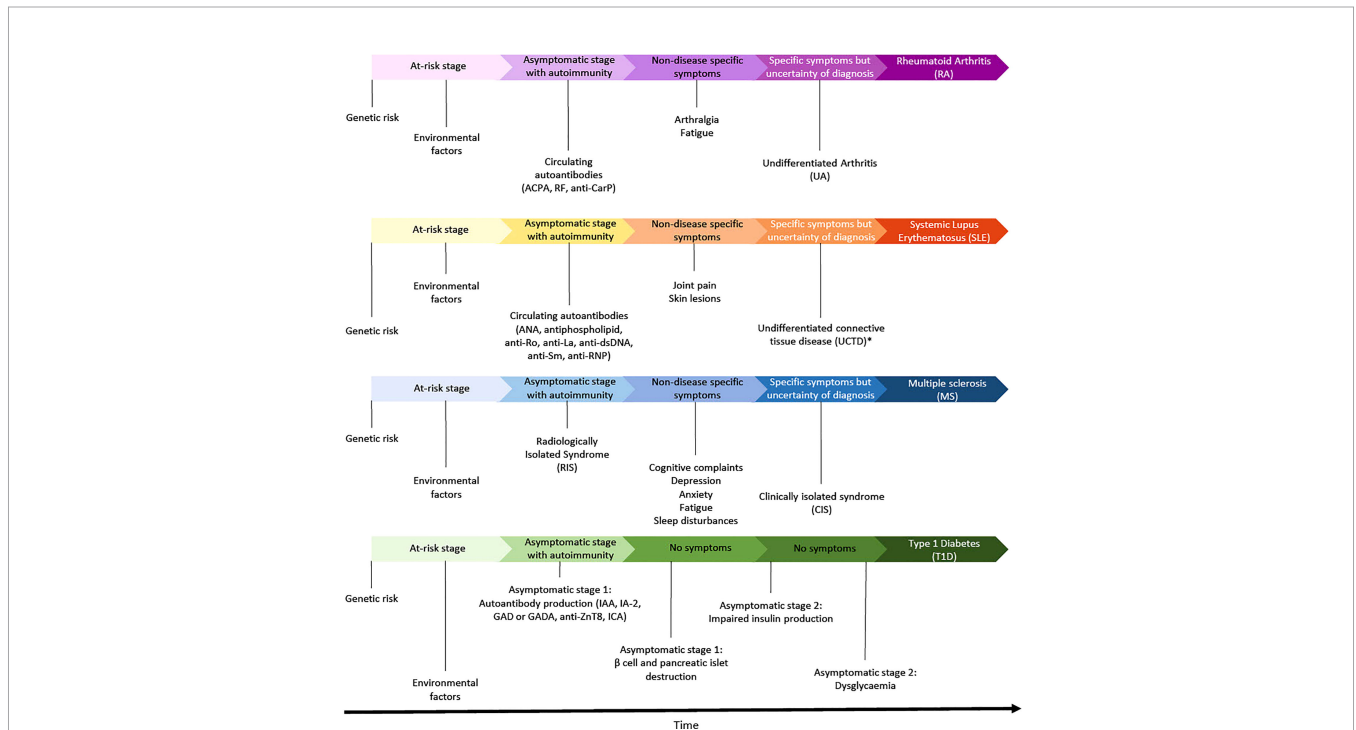 At-risk stage
Asymptomatic stage
with autoimmunity
Non-disease specific
symptoms
Specific symptoms but
uncertainty of diagnosis
Rheumatoid Arthritis
(RA)
Genetic risk
Environmental
factors
Circulating
autoantibodies
(ACPA, RF, anti-CarP)
Arthralgia
Fatigue
Undifferentiated Arthritis
(UA)
At-risk stage
Asymptomatic stage
with autoimmunity
Non-disease specific
symptoms
Specific symptoms but
uncertainty of diagnosis
Systemic Lupus
Erythematosus (SLE)
Genetic risk
Environmental
factors
Circulating autoantibodies
(ANA, antiphospholipid,
anti-Ro, anti-La, anti-dsDNA,
anti-Sm, anti-RNP)
Joint pain
Skin lesions
Undifferentiated connective
tissue disease (UCTD)*
At-risk stage
Asymptomatic stage
with autoimmunity
Non-disease specific
symptoms
Specific symptoms but
uncertainty of diagnosis
Multiple sclerosis
(MS)
Genetic risk
Environmental
factors
Radiologically
Isolated Syndrome
(RIS)
Cognitive complaints
Depression
Anxiety
Fatigue
Sleep disturbances
Clinically isolated syndrome
(CIS)
At-risk stage
Asymptomatic stage
with autoimmunity
No symptoms
No symptoms
Type 1 Diabetes
(T1D)
Genetic risk
Environmental
factors
Asymptomatic stage 1:
Autoantibody production (IAA, IA-2,
GAD or GADA, anti-ZnT8, ICA)
Asymptomatic stage 1:
β cell and pancreatic islet
destruction
Asymptomatic stage 2:
Impaired insulin production
Asymptomatic stage 2:
Dysglycaemia
Time